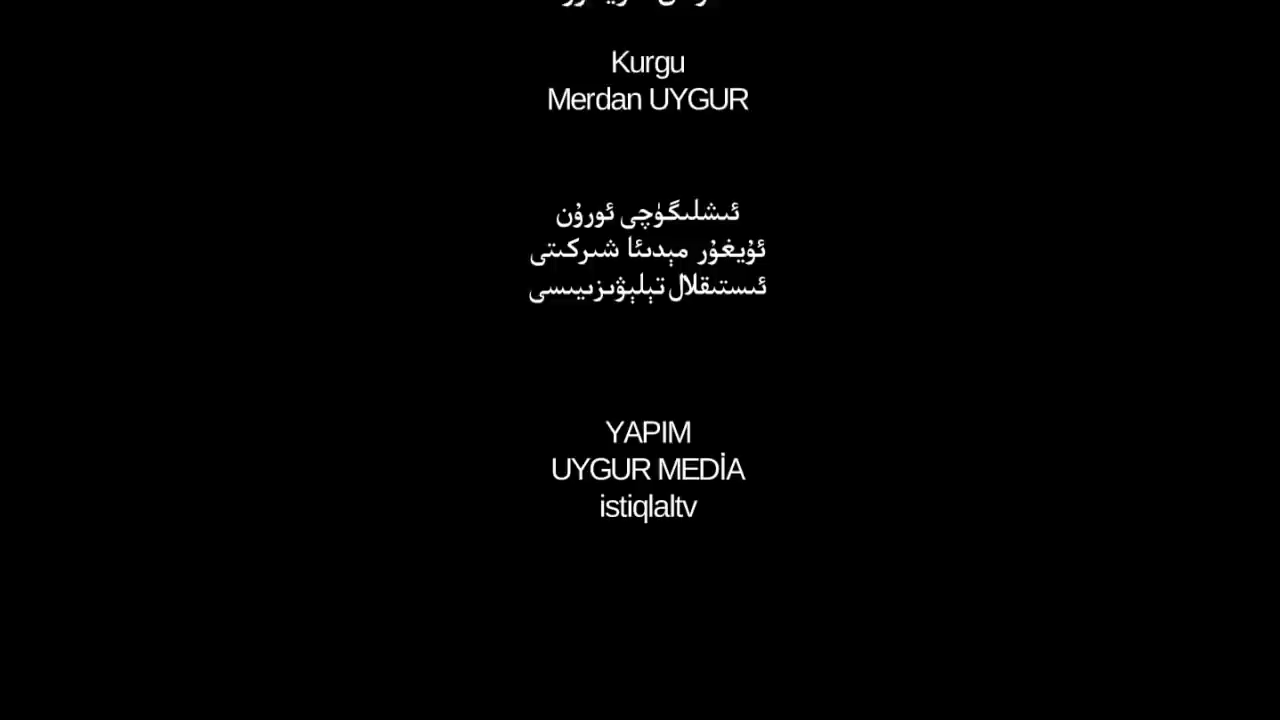 Kurgu
Merdan UYGUR
ئىشلىگۈچى ئورۇن
ئۇيغۇر مېدىئا شىركىتى
ئىستىقلال تېلېۋىزىيىسى
YAPIM
UYGUR MEDİA
istiqlaltv